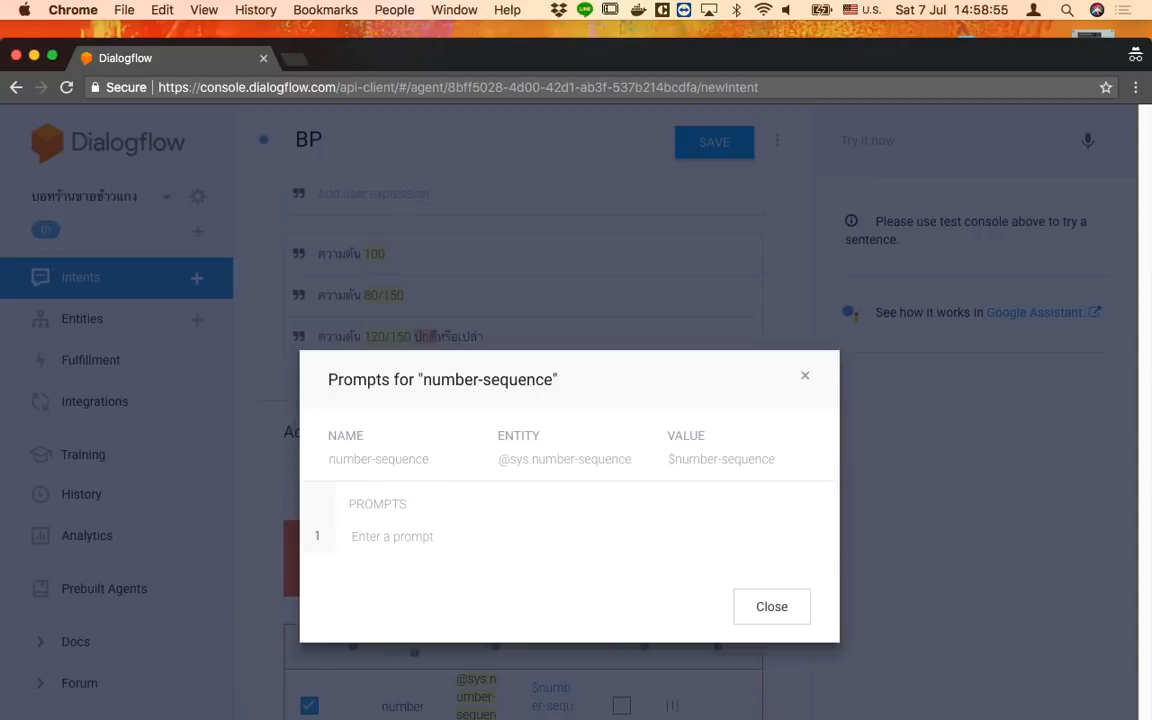 Chrome File Edit View History Bookmarks People Window Help U.S. Sat 7 Jul 14:58:55
Dialogflow
Secure https://console.dialogflow.com/api-client/#/agent/8bff5028-4d00-42d1-ab3f-537b214bcdfa/newIntent
Dialogflow
BP
SAVE
Try it now
บอทร้านขายข้าวแกง
th
Add user expression
Please use test console above to try a
sentence.
ความดัน 100
Intents
ความดัน 80/150
Entities
See how it works in Google Assistant.
ความดัน 120/150 ปกติหรือเปล่า
Fulfillment
Integrations
Training
History
Analytics
Prebuilt Agents
Docs
Forum
Prompts for "number-sequence"
NAME ENTITY VALUE
number-sequence @sys.number-sequence $number-sequence
PROMPTS
1 Enter a prompt
Close
number
@sys.n
umber-
sequen
$numb
er-sequ